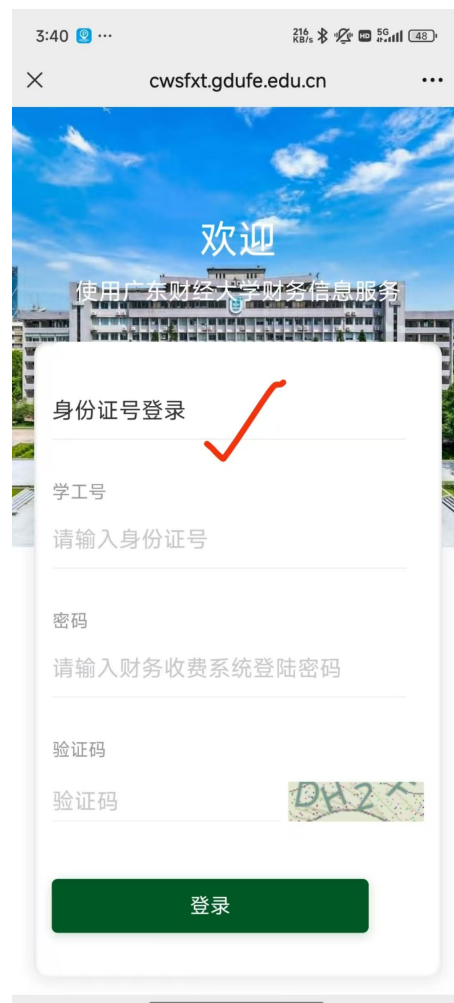 3:40 ...
216 KB/s HD 5G 48
cwsfxt.gdufe.edu.cn
欢迎
使用广东财经大学财务信息服务
身份证号登录
学工号
请输入身份证号
密码
请输入财务收费系统登陆密码
验证码
验证码 DH2X
登录